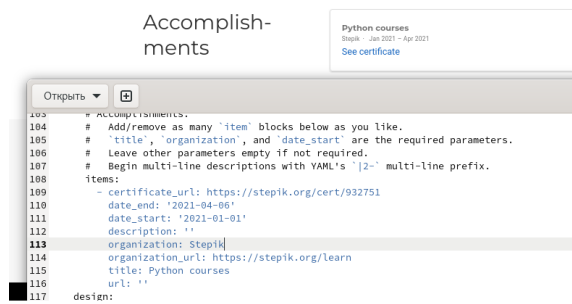 Accomplish-
ments
Python courses
Stepik · Jan 2021 – Apr 2021
See certificate
Открыть
103 # Accomplishments.
104 # Add/remove as many `item` blocks below as you like.
105 # `title`, `organization`, and `date_start` are the required parameters.
106 # Leave other parameters empty if not required.
107 # Begin multi-line descriptions with YAML's `|2-` multi-line prefix.
108 items:
109 - certificate_url: https://stepik.org/cert/932751
110 date_end: '2021-04-06'
111 date_start: '2021-01-01'
112 description: ''
113 organization: Stepik
114 organization_url: https://stepik.org/learn
115 title: Python courses
116 url: ''
117 design: